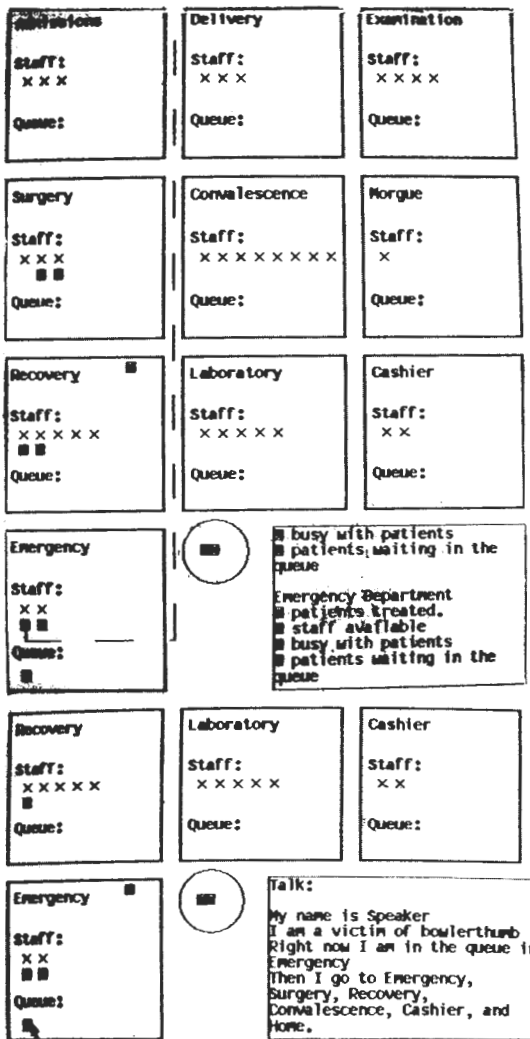 Admissions
Staff:
× × ×
Queue:
Delivery
Staff:
× × ×
Queue:
Examination
Staff:
× × × ×
Queue:
Surgery
Staff:
× × ×
Queue:
Convalescence
Staff:
× × × × × × × ×
Queue:
Morgue
Staff:
×
Queue:
Recovery
Staff:
× × × × ×
Queue:
Laboratory
Staff:
× × × × ×
Queue:
Cashier
Staff:
× ×
Queue:
Emergency
Staff:
× ×
Queue:
busy with patients
patients waiting in the
queue
Emergency Department
patients treated.
staff available
busy with patients
patients waiting in the
queue
Recovery
Staff:
× × × × ×
Queue:
Laboratory
Staff:
× × × × ×
Queue:
Cashier
Staff:
× ×
Queue:
Emergency
Staff:
× ×
Queue:
Talk:
My name is Speaker
I am a victim of bowlerthumb
Right now I am in the queue in
Emergency
Then I go to Emergency,
Surgery, Recovery,
Convalescence, Cashier, and
Home.